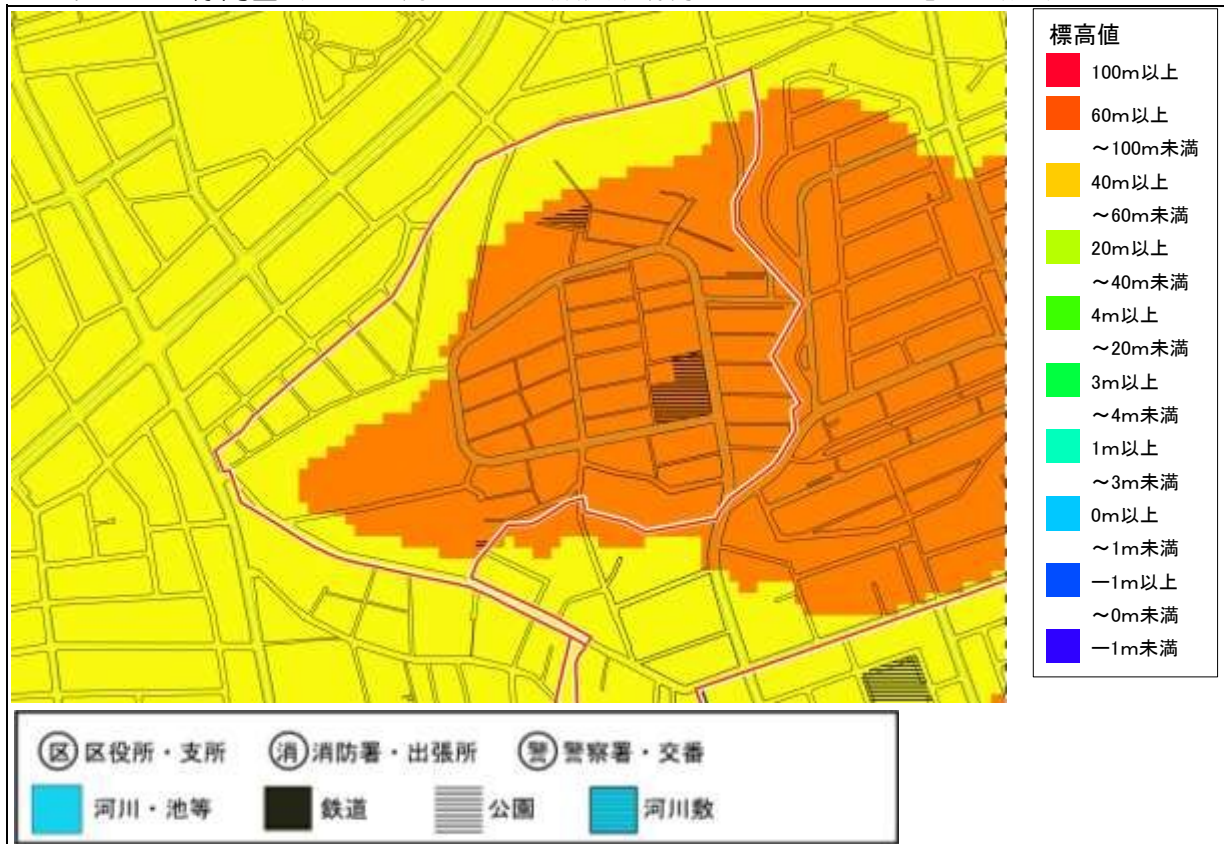 標高値
100m以上
60m以上
～100m未満
40m以上
～60m未満
20m以上
～40m未満
4m以上
～20m未満
3m以上
～4m未満
1m以上
～3m未満
0m以上
～1m未満
－1m以上
～0m未満
－1m未満
区 区役所・支所 消 消防署・出張所 警 警察署・交番
河川・池等 鉄道 公園 河川敷